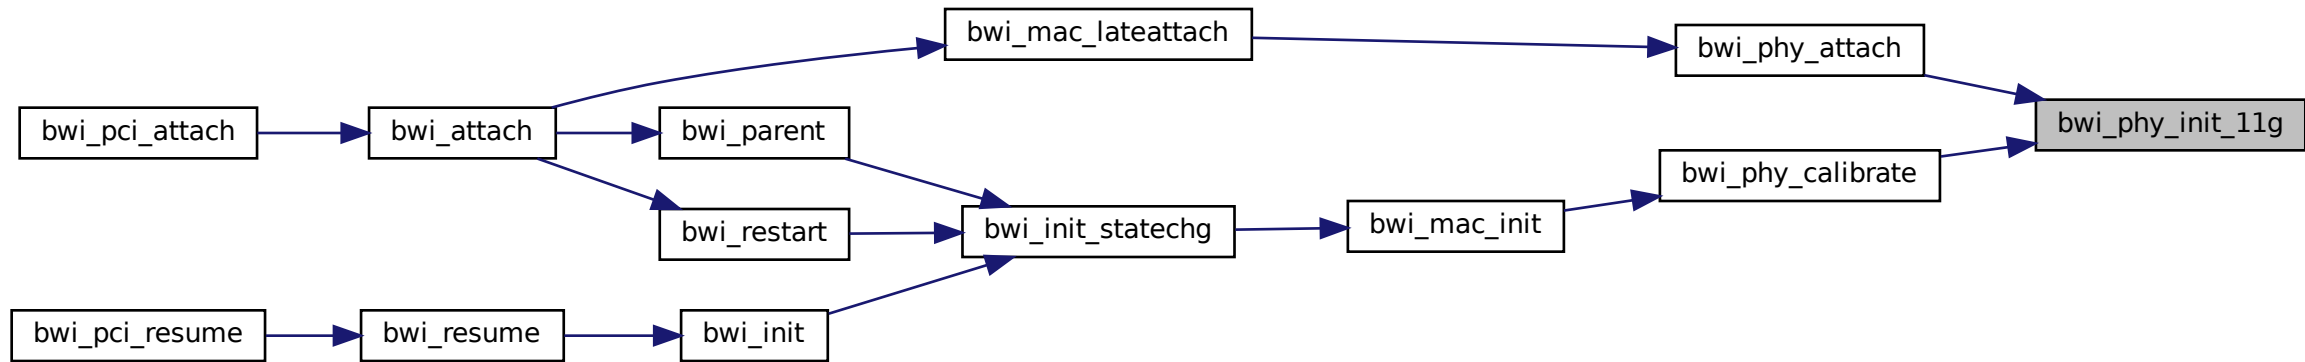 bwi_mac_lateattach
bwi_phy_attach
bwi_pci_attach
bwi_attach
bwi_parent
bwi_phy_init_11g
bwi_phy_calibrate
bwi_restart
bwi_init_statechg
bwi_mac_init
bwi_pci_resume
bwi_resume
bwi_init